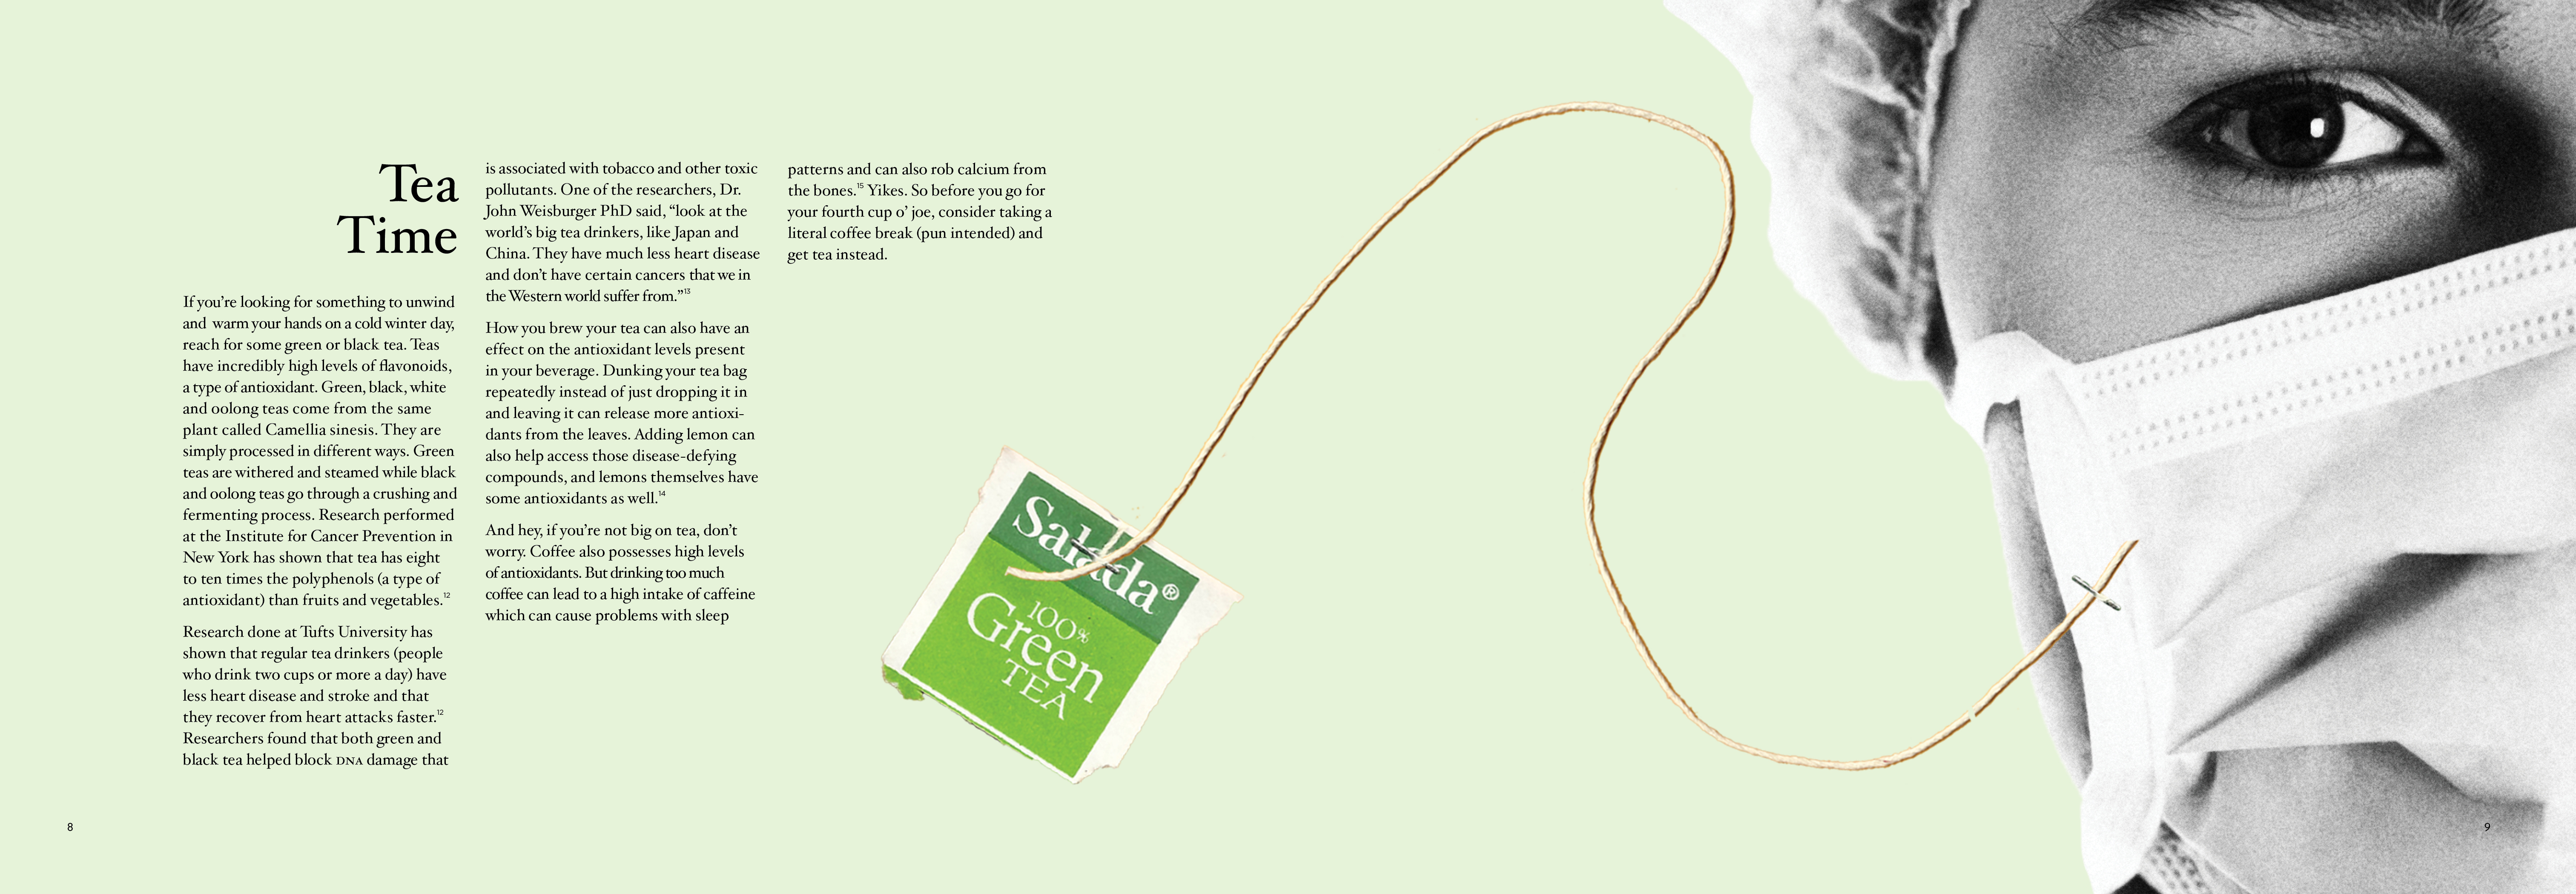 Tea
Time
If you’re looking for something to unwind
and warm your hands on a cold winter day,
reach for some green or black tea. Teas
have incredibly high levels of flavonoids,
a type of antioxidant. Green, black, white
and oolong teas come from the same
plant called Camellia sinesis. They are
simply processed in different ways. Green
teas are withered and steamed while black
and oolong teas go through a crushing and
fermenting process. Research performed
at the Institute for Cancer Prevention in
New York has shown that tea has eight
to ten times the polyphenols (a type of
antioxidant) than fruits and vegetables.12
Research done at Tufts University has
shown that regular tea drinkers (people
who drink two cups or more a day) have
less heart disease and stroke and that
they recover from heart attacks faster.12
Researchers found that both green and
black tea helped block DNA damage that
is associated with tobacco and other toxic
pollutants. One of the researchers, Dr.
John Weisburger PhD said, “look at the
world’s big tea drinkers, like Japan and
China. They have much less heart disease
and don’t have certain cancers that we in
the Western world suffer from.”13
How you brew your tea can also have an
effect on the antioxidant levels present
in your beverage. Dunking your tea bag
repeatedly instead of just dropping it in
and leaving it can release more antioxi-
dants from the leaves. Adding lemon can
also help access those disease-defying
compounds, and lemons themselves have
some antioxidants as well.14
And hey, if you’re not big on tea, don’t
worry. Coffee also possesses high levels
of antioxidants. But drinking too much
coffee can lead to a high intake of caffeine
which can cause problems with sleep
patterns and can also rob calcium from
the bones.15 Yikes. So before you go for
your fourth cup o’ joe, consider taking a
literal coffee break (pun intended) and
get tea instead.
Salada®
100%
Green
TEA
8
9